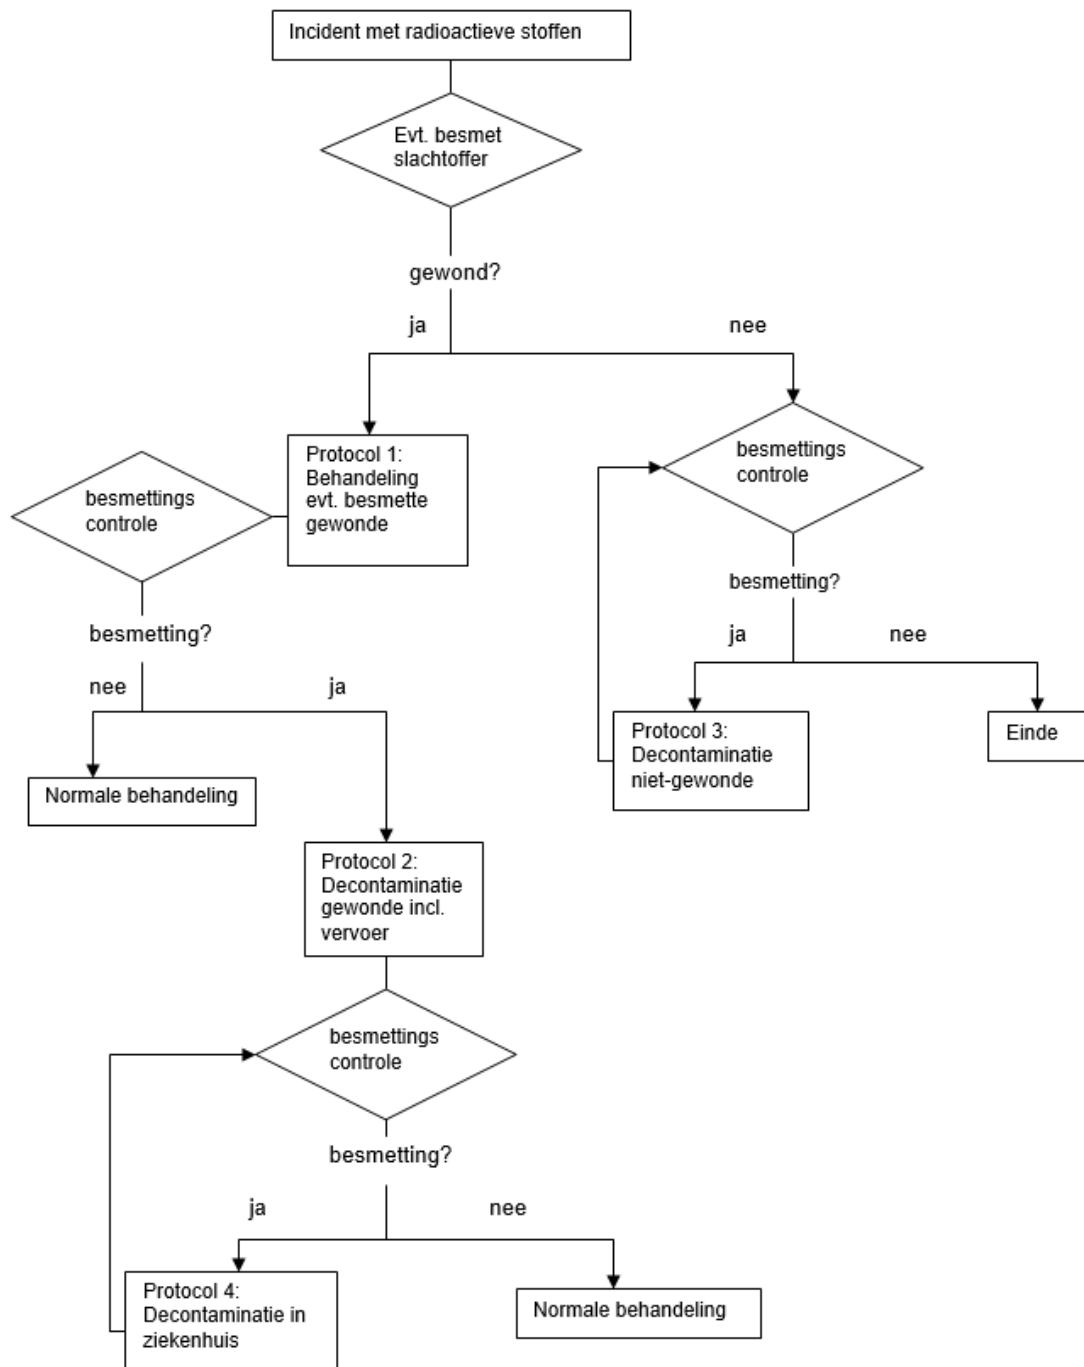 Incident met radioactieve stoffen
Evt. besmet
slachtoffer
gewond?
ja
nee
Protocol 1:
Behandeling
evt. besmette
gewonde
besmettings
controle
besmettings
controle
besmetting?
besmetting?
nee
ja
ja
nee
Normale behandeling
Protocol 3:
Decontaminatie
niet-gewonde
Einde
Protocol 2:
Decontaminatie
gewonde incl.
vervoer
besmettings
controle
besmetting?
ja
nee
Protocol 4:
Decontaminatie in
ziekenhuis
Normale behandeling